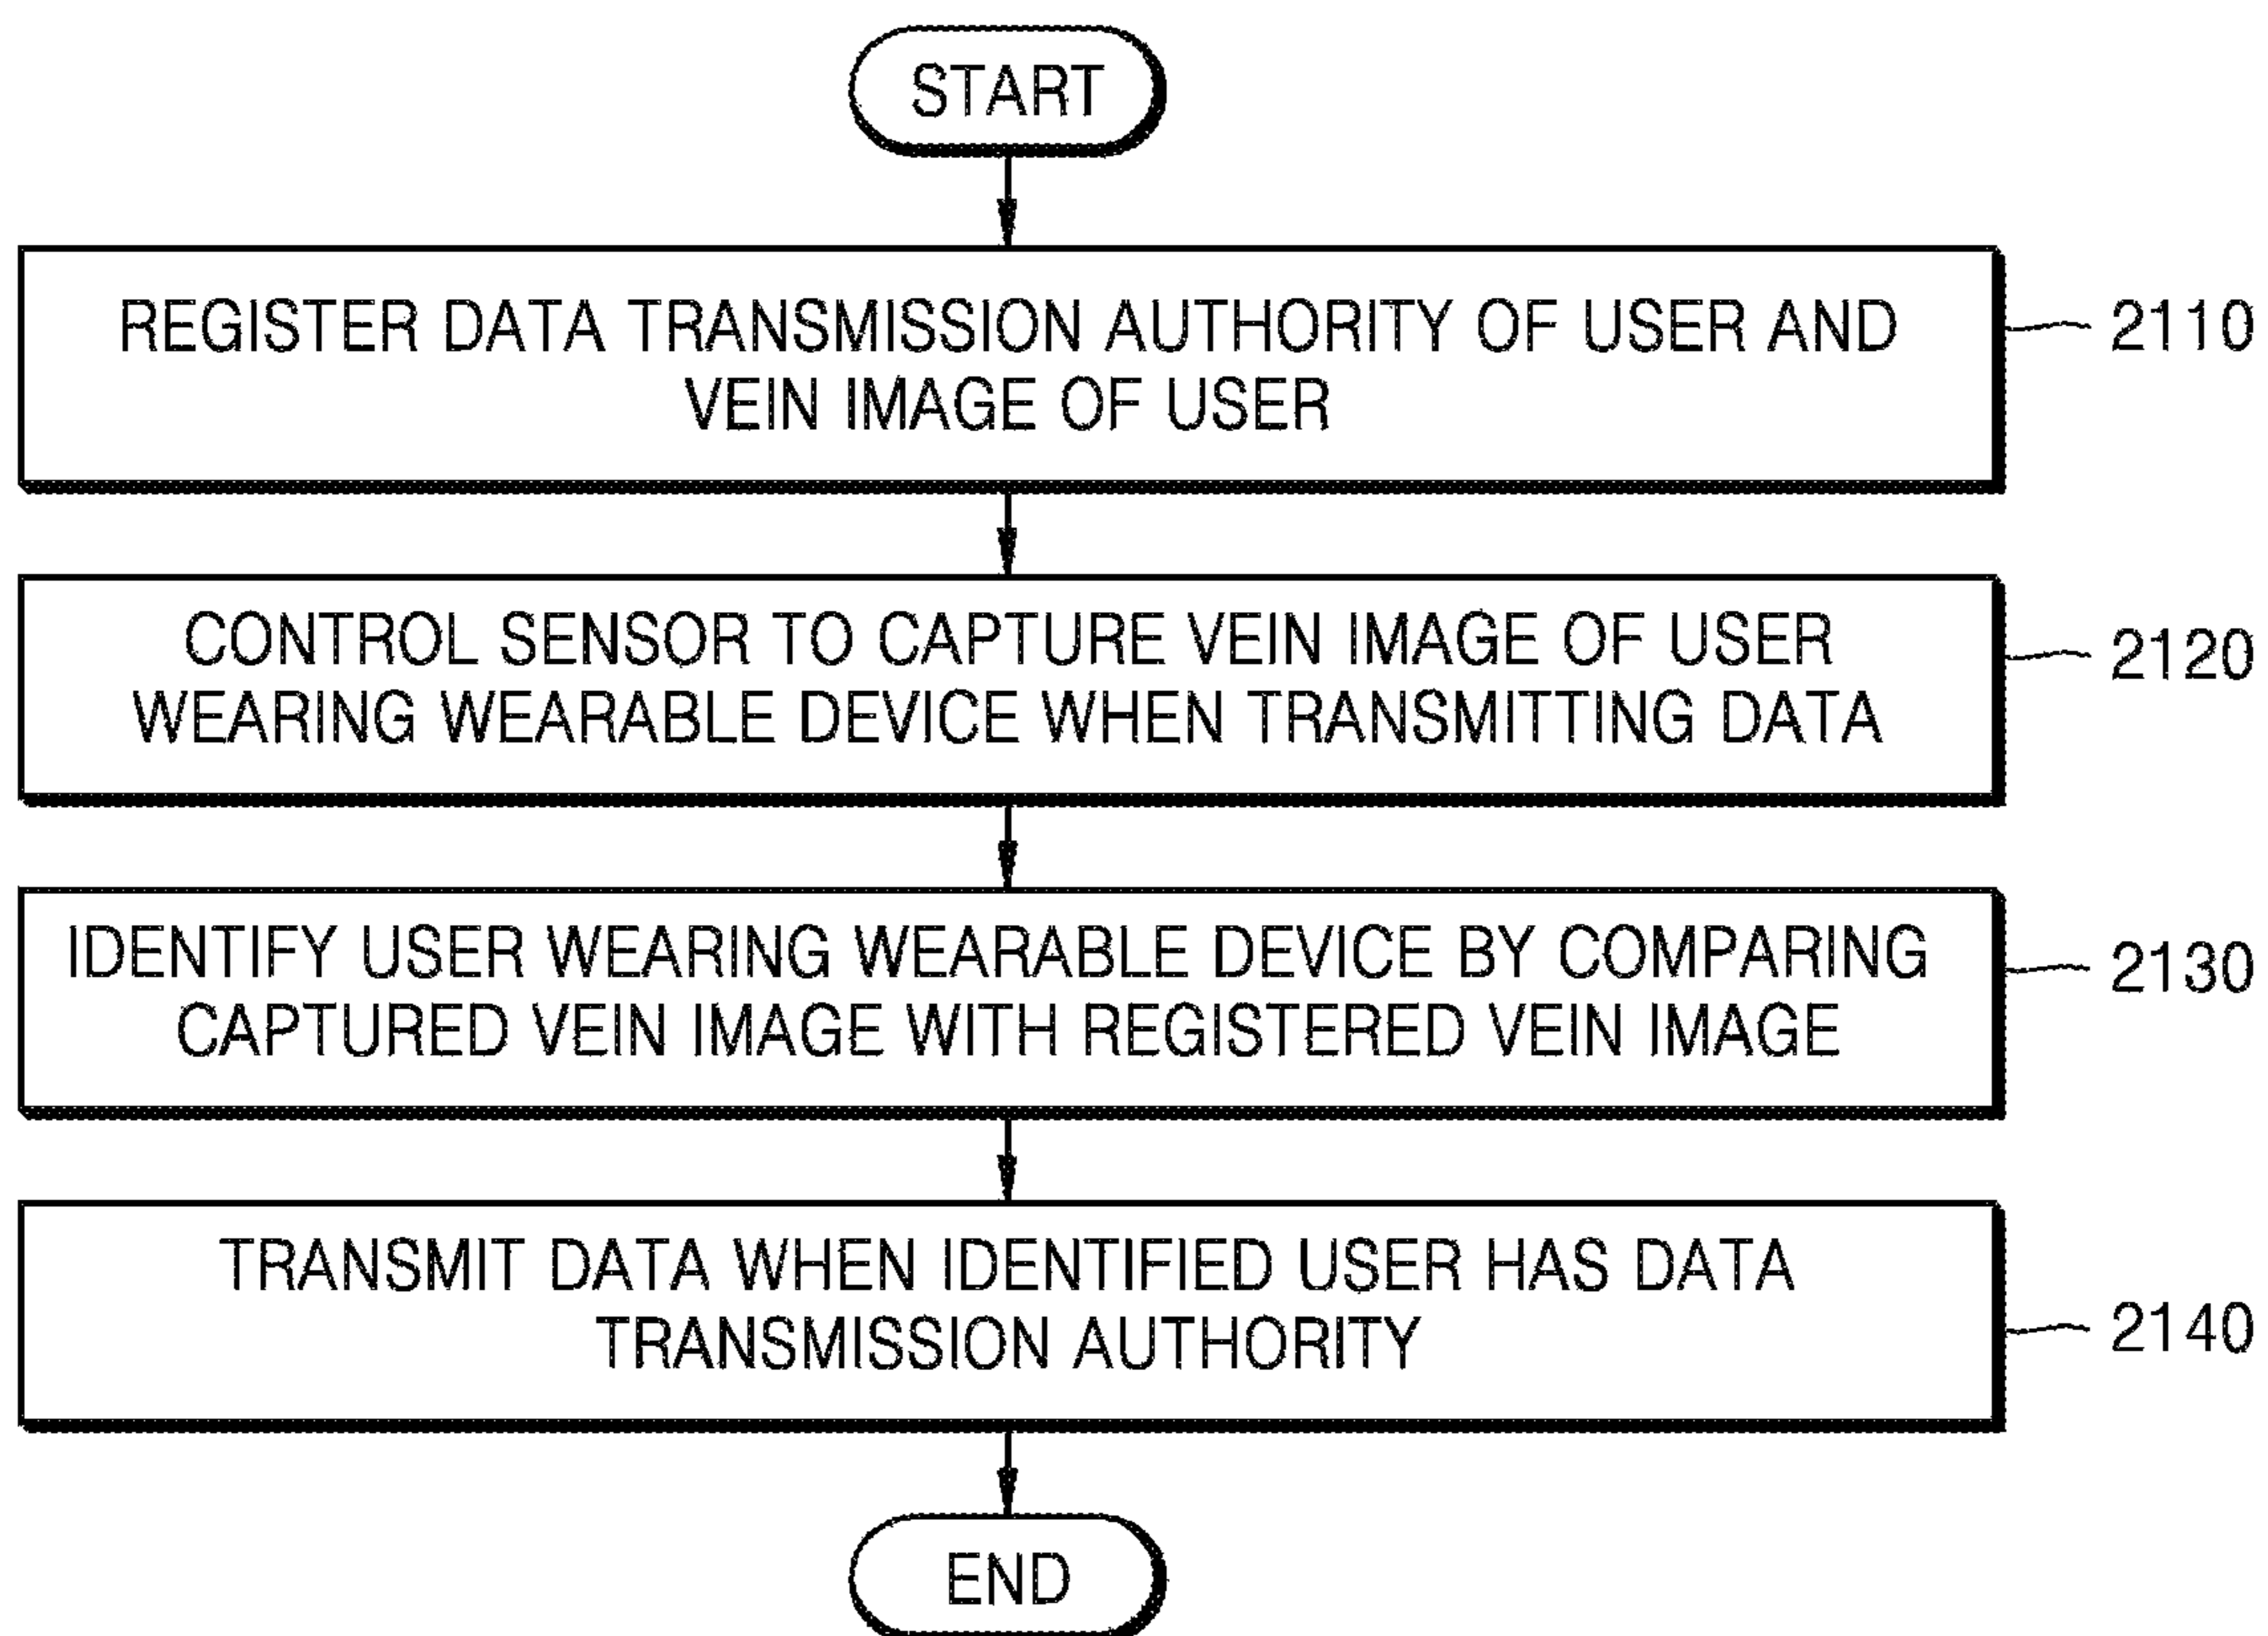 START
REGISTER DATA TRANSMISSION AUTHORITY OF USER AND
VEIN IMAGE OF USER
2110
CONTROL SENSOR TO CAPTURE VEIN IMAGE OF USER
WEARING WEARABLE DEVICE WHEN TRANSMITTING DATA
2120
IDENTIFY USER WEARING WEARABLE DEVICE BY COMPARING
CAPTURED VEIN IMAGE WITH REGISTERED VEIN IMAGE
2130
TRANSMIT DATA WHEN IDENTIFIED USER HAS DATA
TRANSMISSION AUTHORITY
2140
END